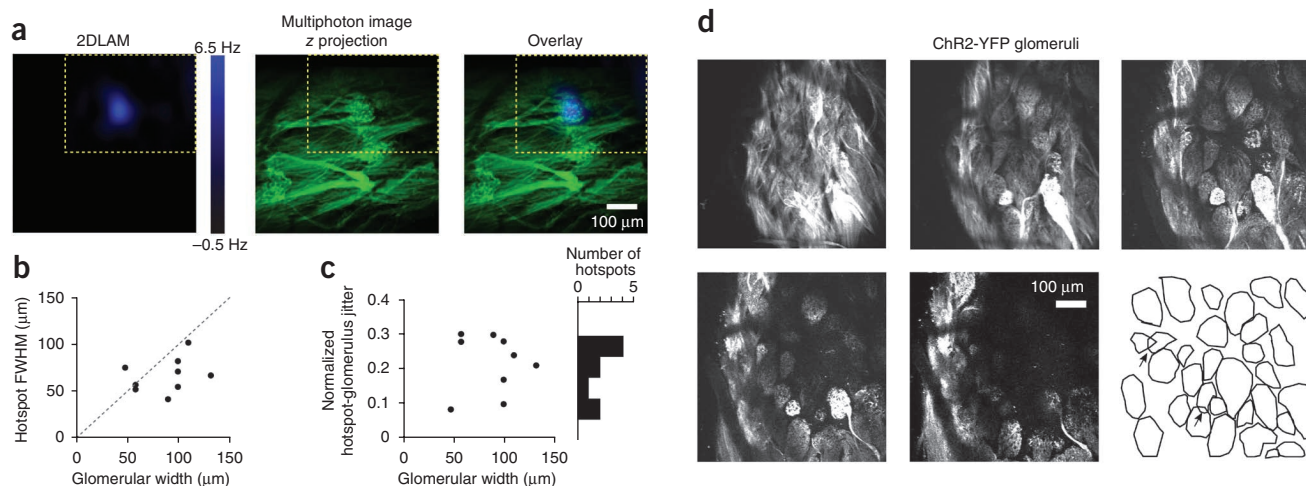 a
2DLAM
6.5 Hz
–0.5 Hz
Multiphoton image
z projection
Overlay
100 μm
b
Hotspot FWHM (μm)
150
100
50
0
0 50 100 150
Glomerular width (μm)
c
Normalized
hotspot-glomerulus jitter
0.4
0.3
0.2
0.1
0
0 50 100 150
Glomerular width (μm)
Number of
hotspots
0 5
d
ChR2-YFP glomeruli
100 μm